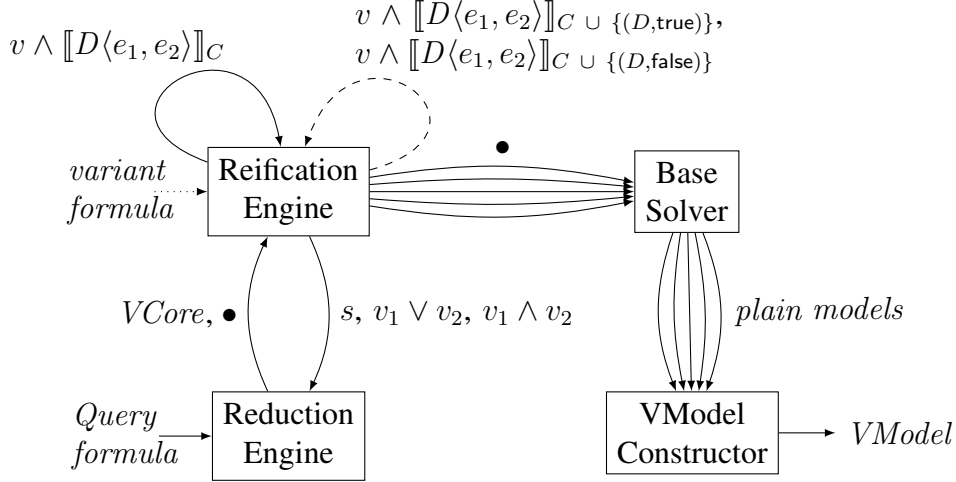 v ∧ ⟦D⟨e₁, e₂⟩⟧_C
v ∧ ⟦D⟨e₁, e₂⟩⟧_{C ∪ {(D,true)}},
v ∧ ⟦D⟨e₁, e₂⟩⟧_{C ∪ {(D,false)}}
variant
formula
Reification
Engine
●
Base
Solver
VCore, ●
s, v₁ ∨ v₂, v₁ ∧ v₂
plain models
Query
formula
Reduction
Engine
VModel
Constructor
VModel